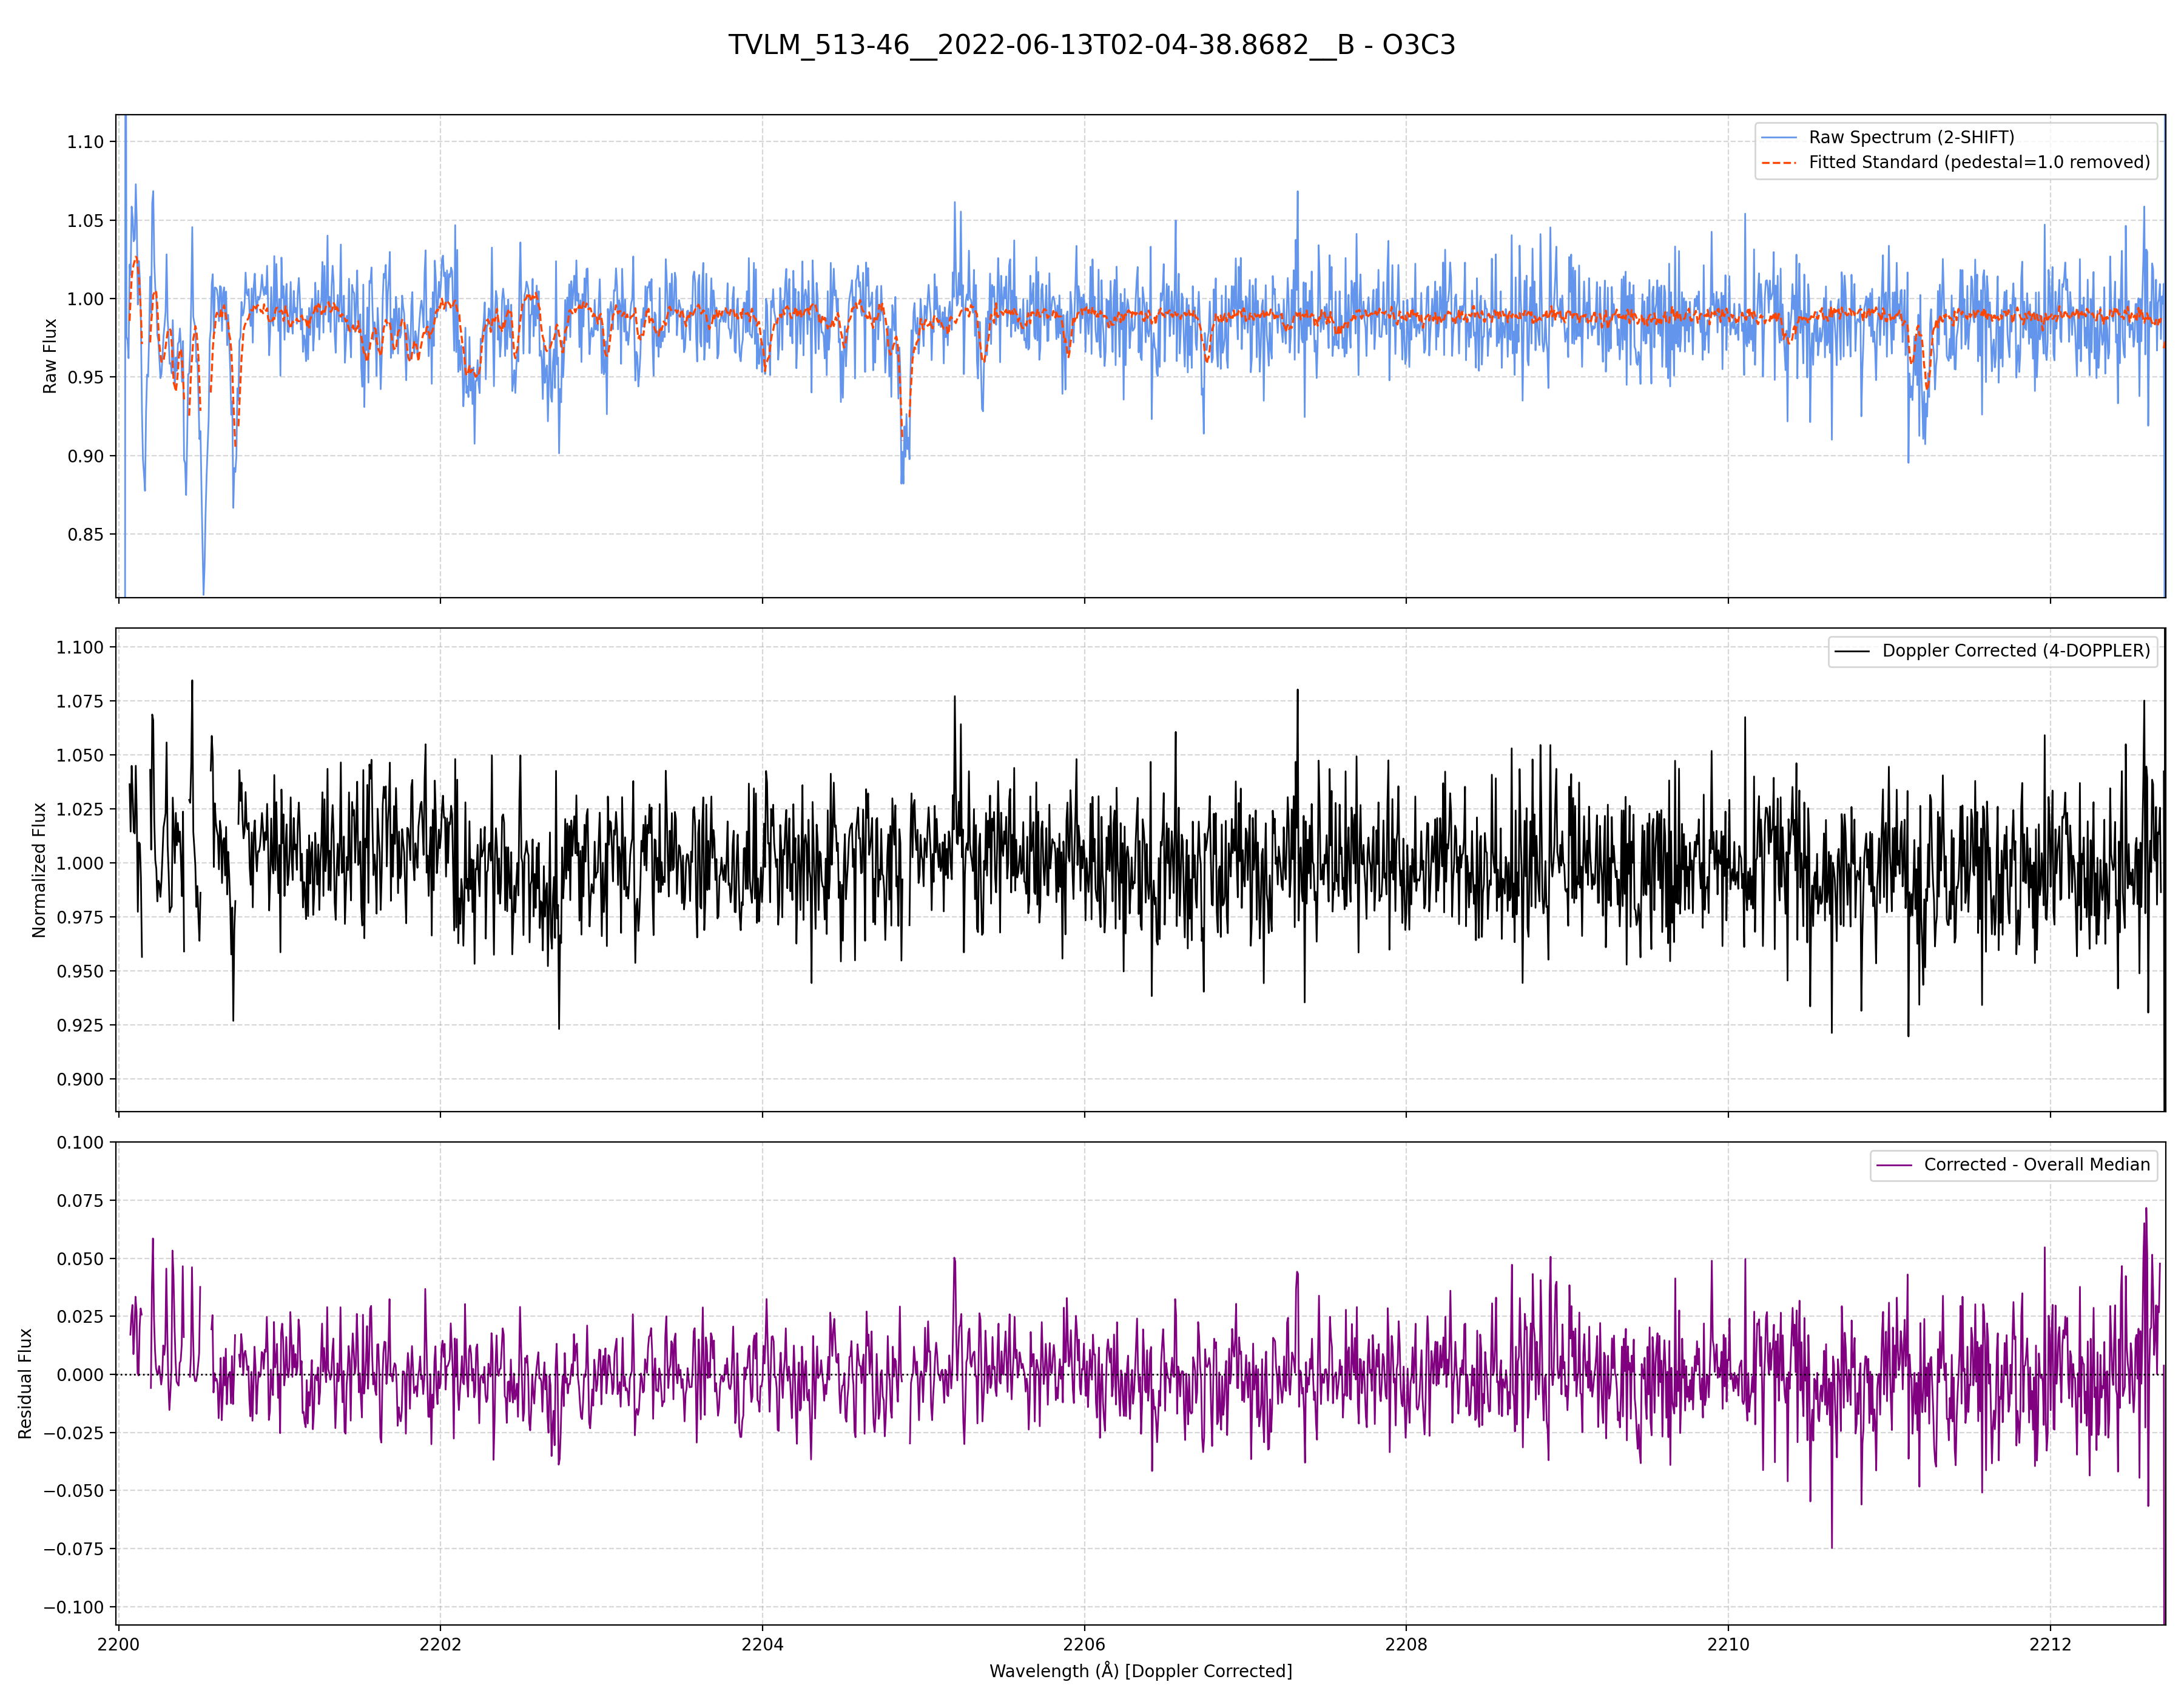 TVLM_513-46__2022-06-13T02-04-38.8682__B - O3C3
Raw Flux
1.10
1.05
1.00
0.95
0.90
0.85
Raw Spectrum (2-SHIFT)
Fitted Standard (pedestal=1.0 removed)
Normalized Flux
1.100
1.075
1.050
1.025
1.000
0.975
0.950
0.925
0.900
Doppler Corrected (4-DOPPLER)
Residual Flux
0.100
0.075
0.050
0.025
0.000
−0.025
−0.050
−0.075
−0.100
Corrected - Overall Median
2200 2202 2204 2206 2208 2210 2212
Wavelength (Å) [Doppler Corrected]